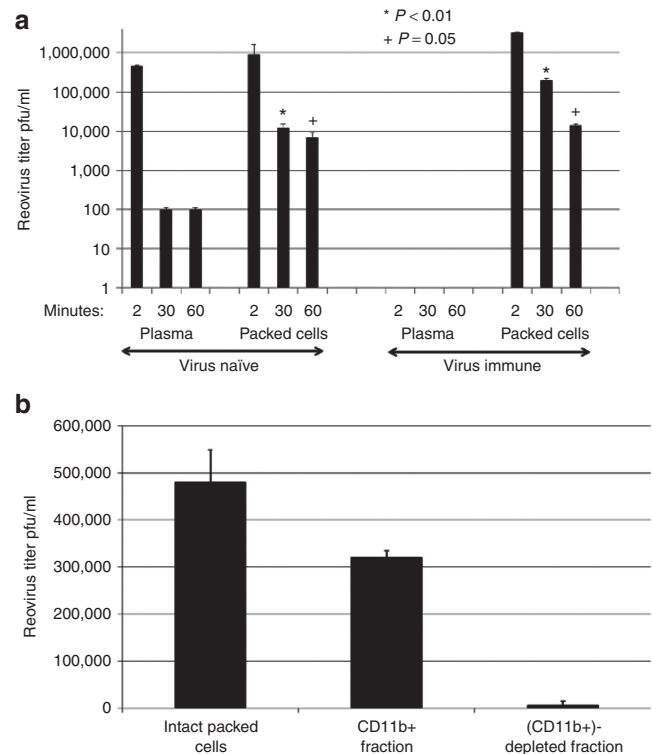 a
* P < 0.01
+ P = 0.05
Reovirus titer pfu/ml
1,000,000
100,000
10,000
1,000
100
10
1
*
+
*
+
Minutes: 2 30 60 2 30 60 2 30 60 2 30 60
Plasma Packed cells Plasma Packed cells
Virus naïve Virus immune
b
Reovirus titer pfu/ml
600,000
500,000
400,000
300,000
200,000
100,000
0
Intact packed
cells
CD11b+
fraction
(CD11b+)-
depleted fraction